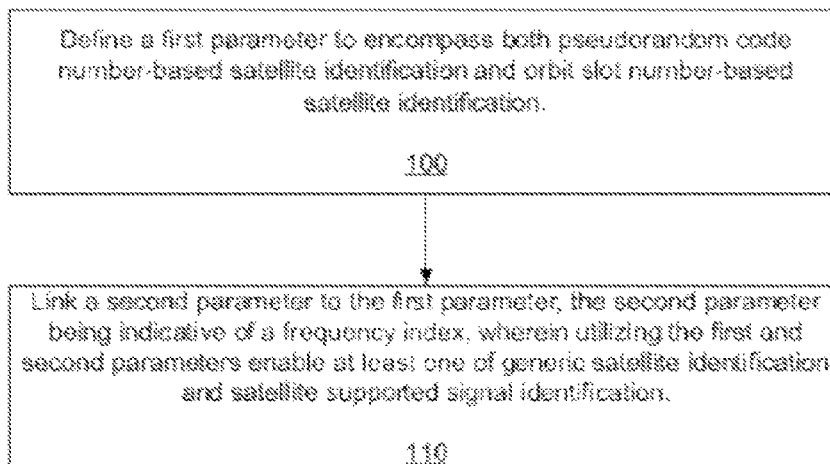 Define a first parameter to encompass both pseudorandom code
number-based satellite identification and orbit slot number-based
satellite identification.
100
Link a second parameter to the first parameter, the second parameter
being indicative of a frequency index, wherein utilizing the first and
second parameters enable at least one of generic satellite identification
and satellite supported signal identification.
110